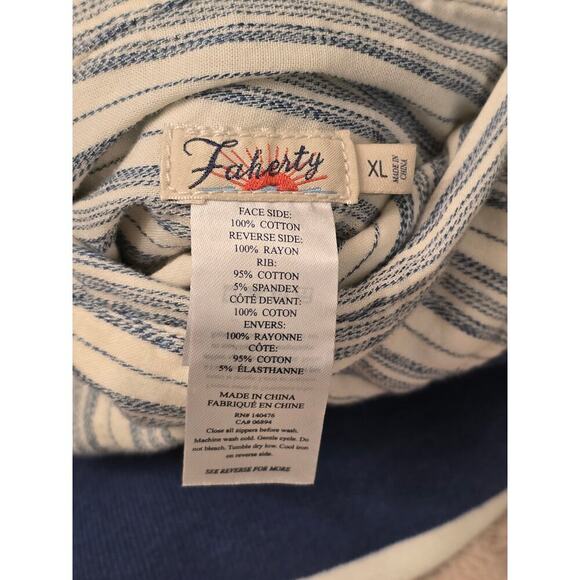 Faherty
XL
MADE IN
CHINA
FACE SIDE:
100% COTTON
REVERSE SIDE:
100% RAYON
RIB:
95% COTTON
5% SPANDEX
CÔTÉ DEVANT:
100% COTON
ENVERS:
100% RAYONNE
CÔTE:
95% COTON
5% ÉLASTHANNE
MADE IN CHINA
FABRIQUÉ EN CHINE
RN# 140476
CA# 06894
Close all zippers before wash.
Machine wash cold. Gentle cycle. Do
not bleach. Tumble dry low. Cool iron
on reverse side.
SEE REVERSE FOR MORE